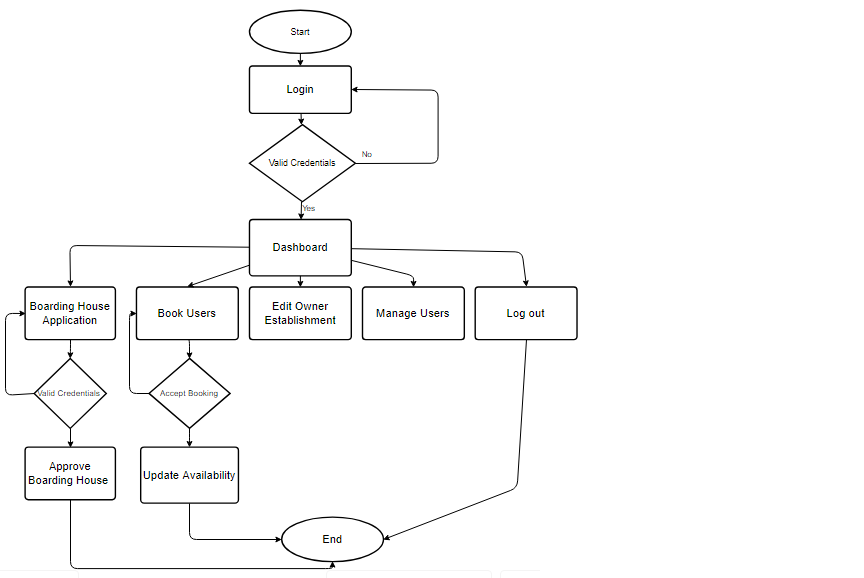 Start
Login
No
Valid Credentials
Yes
Dashboard
Boarding House
Application
Book Users
Edit Owner
Establishment
Manage Users
Log out
Valid Credentials
Accept Booking
Approve
Boarding House
Update Availability
End